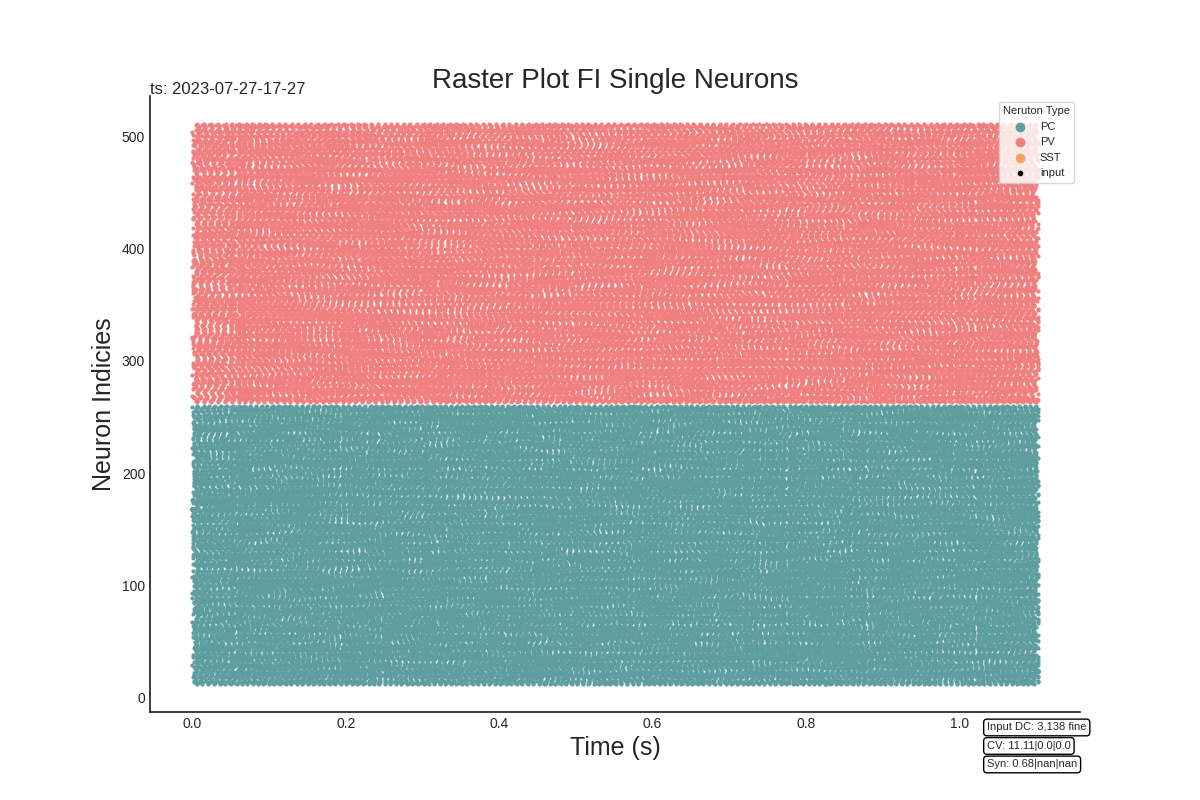 Raster Plot FI Single Neurons
ts: 2023-07-27-17-27
Neruton Type
PC
PV
SST
input
500
400
300
200
100
0
Neuron Indicies
0.0 0.2 0.4 0.6 0.8 1.0
Time (s)
Input DC: 3,138 fine
CV: 11.11|0.0|0.0
Syn: 0.68|nan|nan